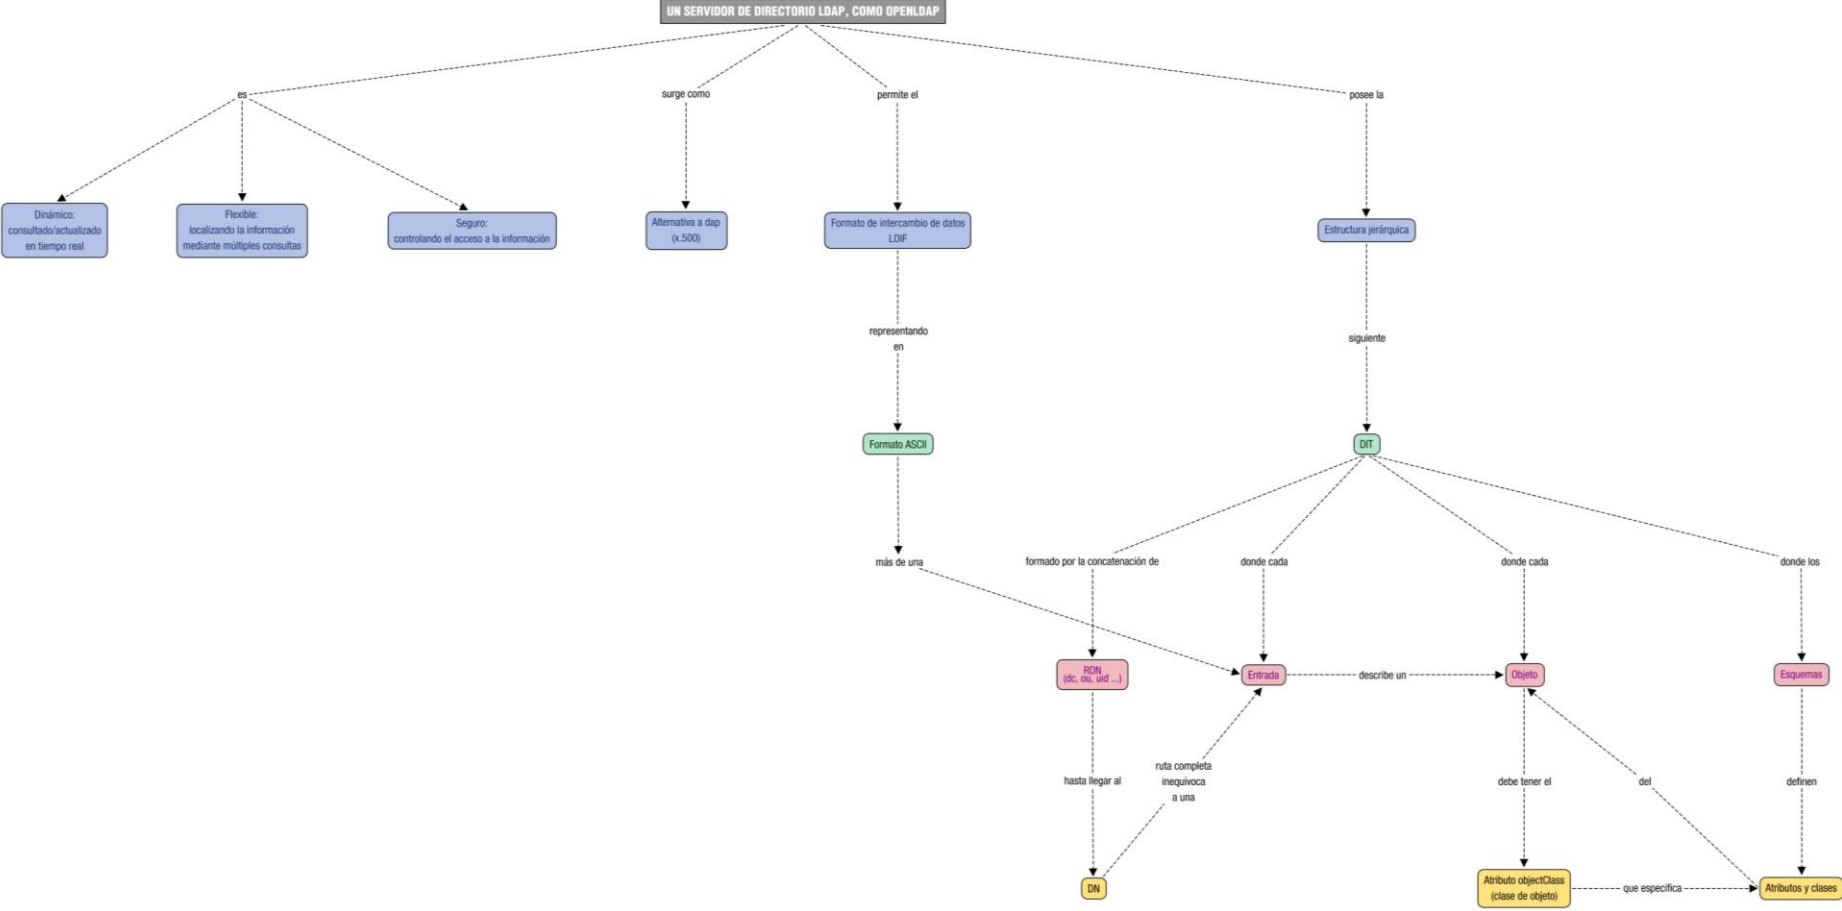 UN SERVIDOR DE DIRECTORIO LDAP, COMO OPENLDAP
es
surge como
permite el
posee la
Dinámico:
consultado/actualizado
en tiempo real
Flexible:
localizando la información
mediante múltiples consultas
Seguro:
controlando el acceso a la información
Alternativa a dap
(x.500)
Formato de intercambio de datos
LDIF
Estructura jerárquica
representando
en
siguiente
Formato ASCII
DIT
más de una
formado por la concatenación de
donde cada
donde cada
donde los
RDN
(dc, ou, uid ...)
Entrada
describe un
Objeto
Esquemas
hasta llegar al
ruta completa
inequívoca
a una
debe tener el
del
definen
DN
Atributo objectClass
(clase de objeto)
que especifica
Atributos y clases